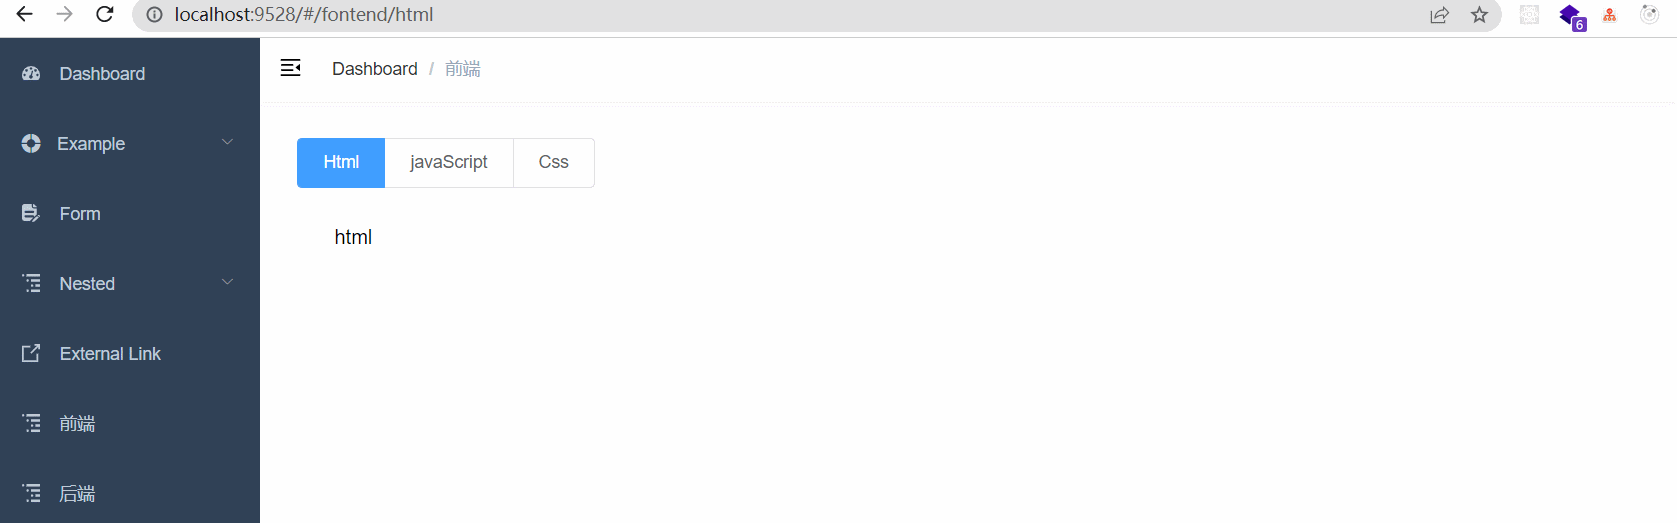 localhost:9528/#/fontend/html
6
Dashboard
Example
Form
Nested
External Link
前端
后端
Dashboard / 前端
Html javaScript Css
html